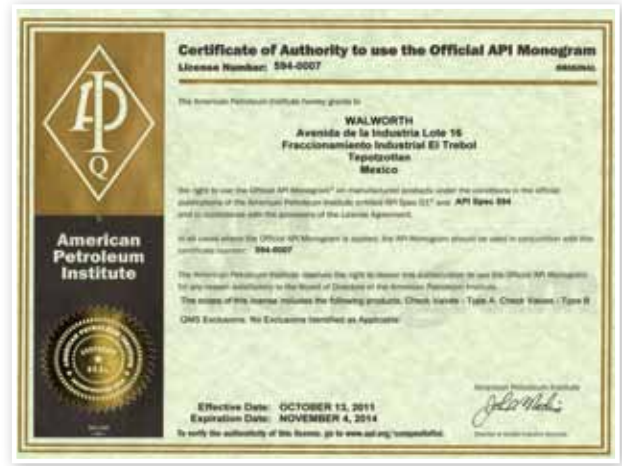 API
Q
American
Petroleum
Institute
Certificate of Authority to use the Official API Monogram
License Number: 594-0007
ORIGINAL
The American Petroleum Institute hereby grants to
WALWORTH
Avenida de la Industria Lote 16
Fraccionamiento Industrial El Trebol
Tepotzotlan
Mexico
the right to use the Official API Monogram® on manufactured products under the conditions in the official
publications of the American Petroleum Institute entitled API Spec Q1® and API Spec 594
and in accordance with the provisions of the License Agreement.
In all cases where the Official API Monogram is applied, the API Monogram should be used in conjunction with this
certificate number: 594-0007
The American Petroleum Institute reserves the right to revoke this authorization to use the Official API Monogram
for any reason satisfactory to the Board of Directors of the American Petroleum Institute.
The scope of this license includes the following products: Check Valves - Type A, Check Valves - Type B
QMS Exclusions: No Exclusions Identified as Applicable
American Petroleum Institute
Effective Date: OCTOBER 13, 2011
Expiration Date: NOVEMBER 4, 2014
To verify the authenticity of this license, go to www.api.org/compositelist.